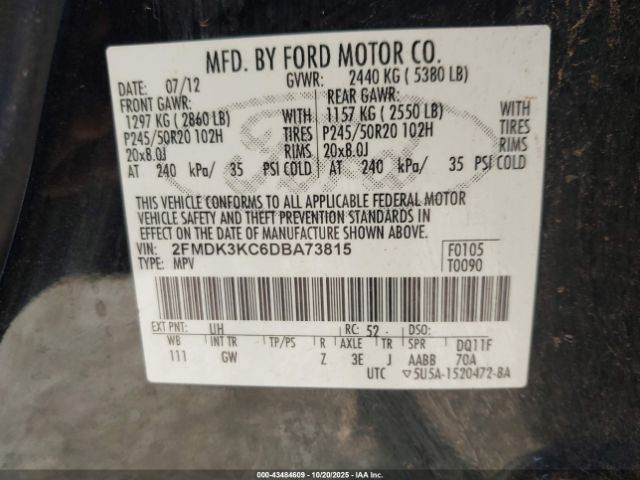 MFD. BY FORD MOTOR CO.
DATE: 07/12 GVWR: 2440 KG ( 5380 LB)
FRONT GAWR: REAR GAWR:
1297 KG ( 2860 LB) WITH 1157 KG ( 2550 LB) WITH
P245/50R20 102H TIRES P245/50R20 102H TIRES
20x8.0J RIMS 20x8.0J RIMS
AT 240 kPa/ 35 PSI COLD AT 240 kPa/ 35 PSI COLD
THIS VEHICLE CONFORMS TO ALL APPLICABLE FEDERAL MOTOR
VEHICLE SAFETY AND THEFT PREVENTION STANDARDS IN
EFFECT ON THE DATE OF MANUFACTURE SHOWN ABOVE.
VIN: 2FMDK3KC6DBA73815 F0105
TYPE: MPV T0090
EXT PNT: UH RC: 52 DSO:
WB INT TR TP/PS R AXLE TR SPR DQ11F
111 GW Z 3E J AABB 70A
UTC ▽5U5A-1520472-BA
000-43484609 - 10/20/2025 - Copyright IAA, Inc.